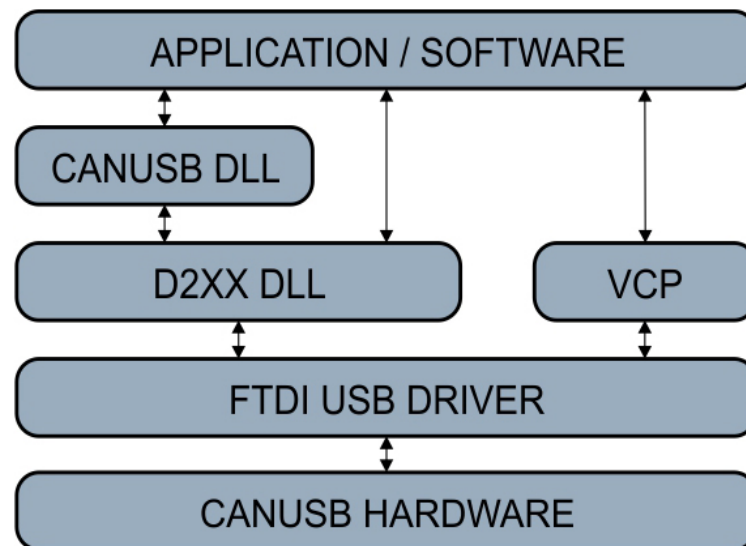 APPLICATION / SOFTWARE
CANUSB DLL
D2XX DLL
VCP
FTDI USB DRIVER
CANUSB HARDWARE